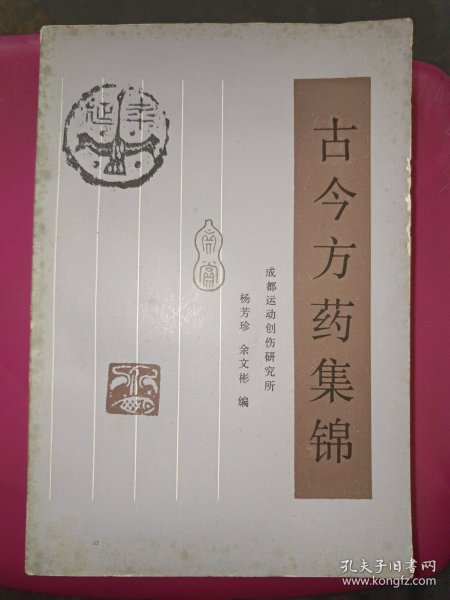 古今方药集锦
成都运动创伤研究所
杨芳珍 余文彬 编
孔夫子旧书网
www.kongfz.com